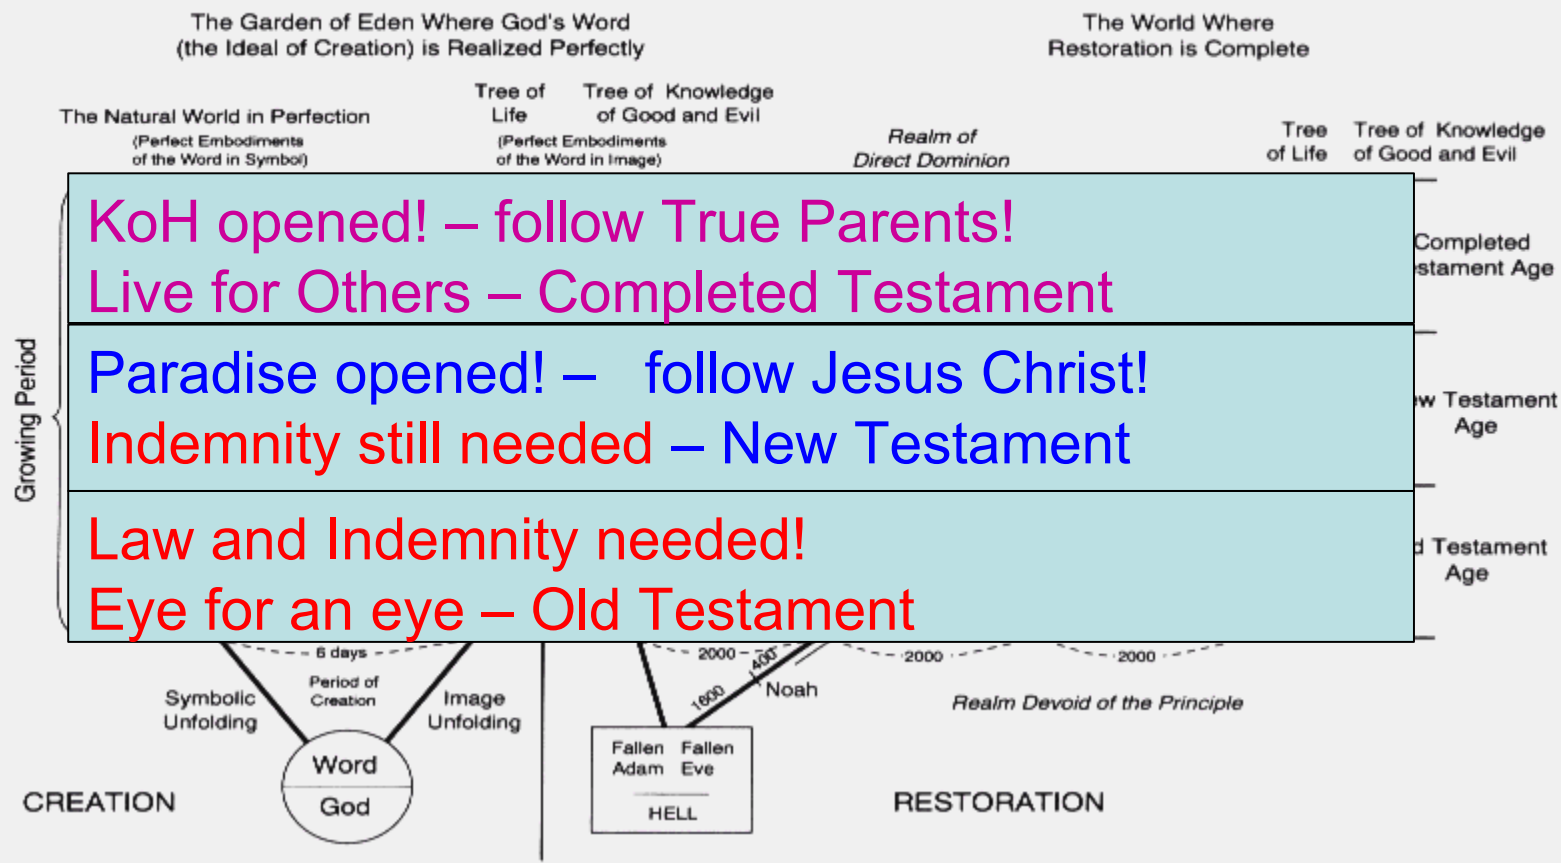 The Garden of Eden Where God's Word
(the Ideal of Creation) is Realized Perfectly
The World Where
Restoration is Complete
The Natural World in Perfection
(Perfect Embodiments
of the Word in Symbol)
Tree of
Life
Tree of Knowledge
of Good and Evil
(Perfect Embodiments
of the Word in Image)
Realm of
Direct Dominion
Tree
of Life
Tree of Knowledge
of Good and Evil
Growing Period
KoH opened! – follow True Parents!
Live for Others – Completed Testament
Completed
stament Age
Paradise opened! – follow Jesus Christ!
Indemnity still needed – New Testament
ew Testament
Age
Law and Indemnity needed!
Eye for an eye – Old Testament
d Testament
Age
6 days
Period of
Creation
Symbolic
Unfolding
Image
Unfolding
Word
God
CREATION
2000
400
1600
Noah
2000
2000
Realm Devoid of the Principle
Fallen Fallen
Adam Eve
HELL
RESTORATION